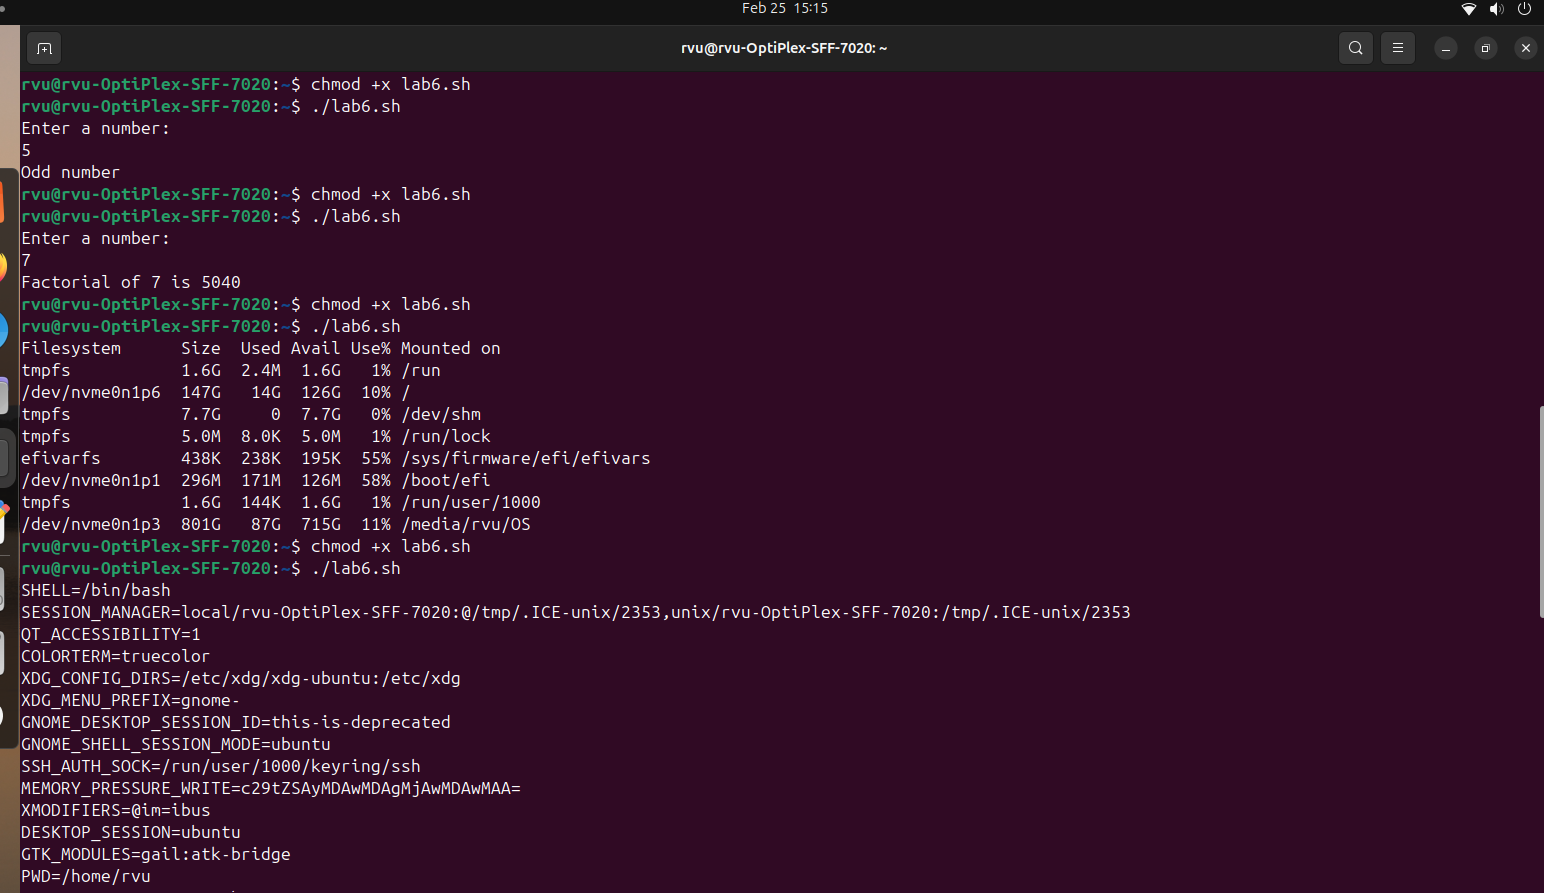 Feb 25 15:15
rvu@rvu-OptiPlex-SFF-7020: ~
rvu@rvu-OptiPlex-SFF-7020:~$ chmod +x lab6.sh
rvu@rvu-OptiPlex-SFF-7020:~$ ./lab6.sh
Enter a number:
5
Odd number
rvu@rvu-OptiPlex-SFF-7020:~$ chmod +x lab6.sh
rvu@rvu-OptiPlex-SFF-7020:~$ ./lab6.sh
Enter a number:
7
Factorial of 7 is 5040
rvu@rvu-OptiPlex-SFF-7020:~$ chmod +x lab6.sh
rvu@rvu-OptiPlex-SFF-7020:~$ ./lab6.sh
Filesystem      Size  Used Avail Use% Mounted on
tmpfs           1.6G  2.4M  1.6G   1% /run
/dev/nvme0n1p6  147G   14G  126G  10% /
tmpfs           7.7G     0  7.7G   0% /dev/shm
tmpfs           5.0M  8.0K  5.0M   1% /run/lock
efivarfs        438K  238K  195K  55% /sys/firmware/efi/efivars
/dev/nvme0n1p1  296M  171M  126M  58% /boot/efi
tmpfs           1.6G  144K  1.6G   1% /run/user/1000
/dev/nvme0n1p3  801G   87G  715G  11% /media/rvu/OS
rvu@rvu-OptiPlex-SFF-7020:~$ chmod +x lab6.sh
rvu@rvu-OptiPlex-SFF-7020:~$ ./lab6.sh
SHELL=/bin/bash
SESSION_MANAGER=local/rvu-OptiPlex-SFF-7020:@/tmp/.ICE-unix/2353,unix/rvu-OptiPlex-SFF-7020:/tmp/.ICE-unix/2353
QT_ACCESSIBILITY=1
COLORTERM=truecolor
XDG_CONFIG_DIRS=/etc/xdg/xdg-ubuntu:/etc/xdg
XDG_MENU_PREFIX=gnome-
GNOME_DESKTOP_SESSION_ID=this-is-deprecated
GNOME_SHELL_SESSION_MODE=ubuntu
SSH_AUTH_SOCK=/run/user/1000/keyring/ssh
MEMORY_PRESSURE_WRITE=c29tZSAyMDAwMDAgMjAwMDAwMAA=
XMODIFIERS=@im=ibus
DESKTOP_SESSION=ubuntu
GTK_MODULES=gail:atk-bridge
PWD=/home/rvu